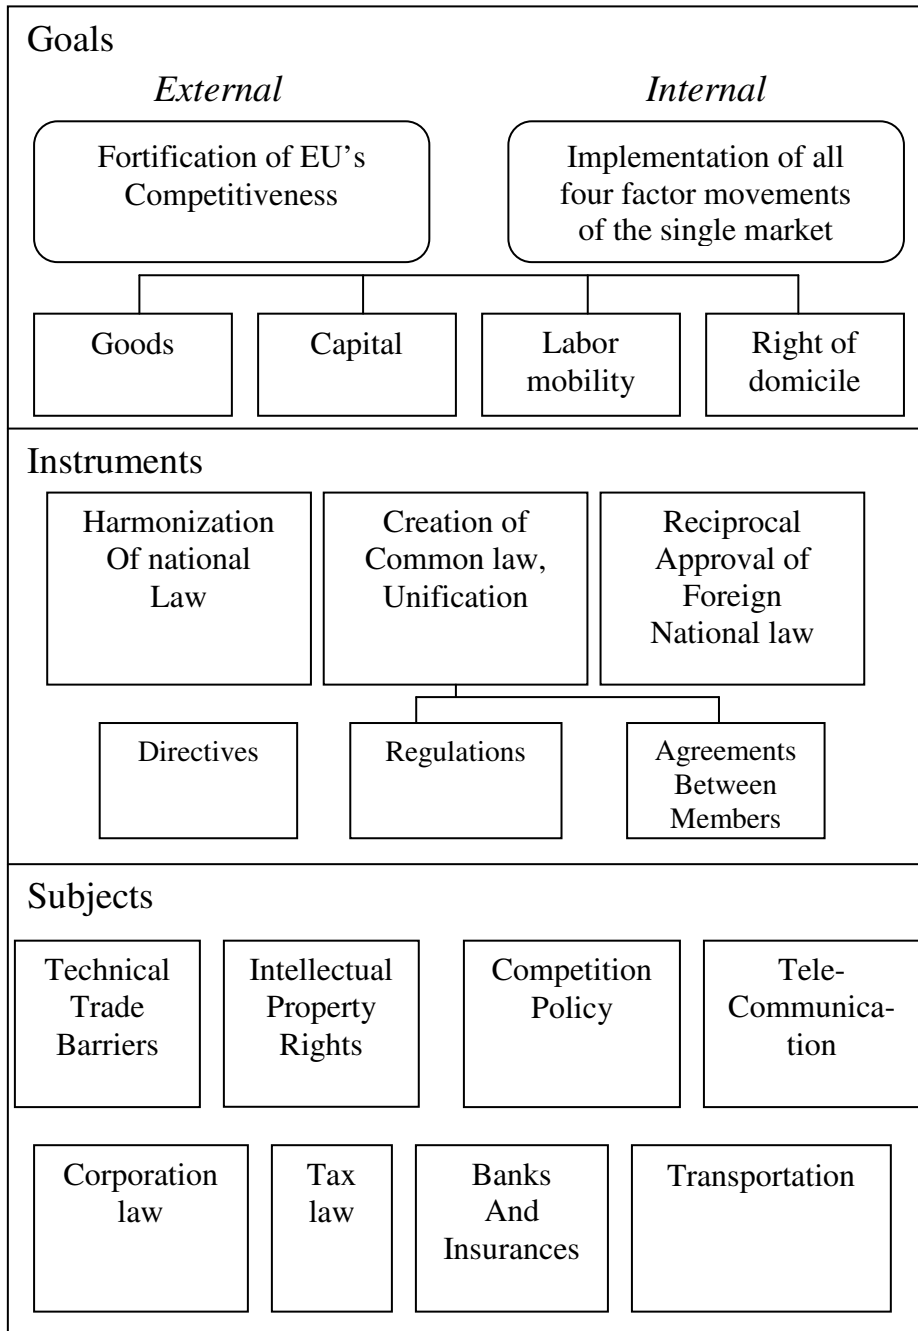 Goals
External
Internal
Fortification of EU's
Competitiveness
Implementation of all
four factor movements
of the single market
Goods
Capital
Labor
mobility
Right of
domicile
Instruments
Harmonization
Of national
Law
Creation of
Common law,
Unification
Reciprocal
Approval of
Foreign
National law
Directives
Regulations
Agreements
Between
Members
Subjects
Technical
Trade
Barriers
Intellectual
Property
Rights
Competition
Policy
Tele-
Communica-
tion
Corporation
law
Tax
law
Banks
And
Insurances
Transportation